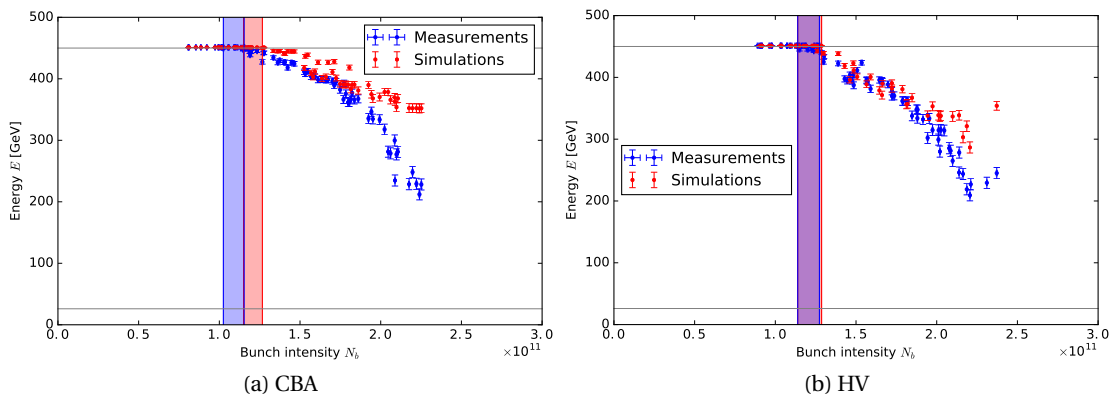 500
400
300
200
100
0
Energy E [GeV]
0.0 0.5 1.0 1.5 2.0 2.5 3.0
Bunch intensity N_b
×10^11
Measurements
Simulations
(a) CBA
500
400
300
200
100
0
Energy E [GeV]
0.0 0.5 1.0 1.5 2.0 2.5 3.0
Bunch intensity N_b
×10^11
Measurements
Simulations
(b) HV